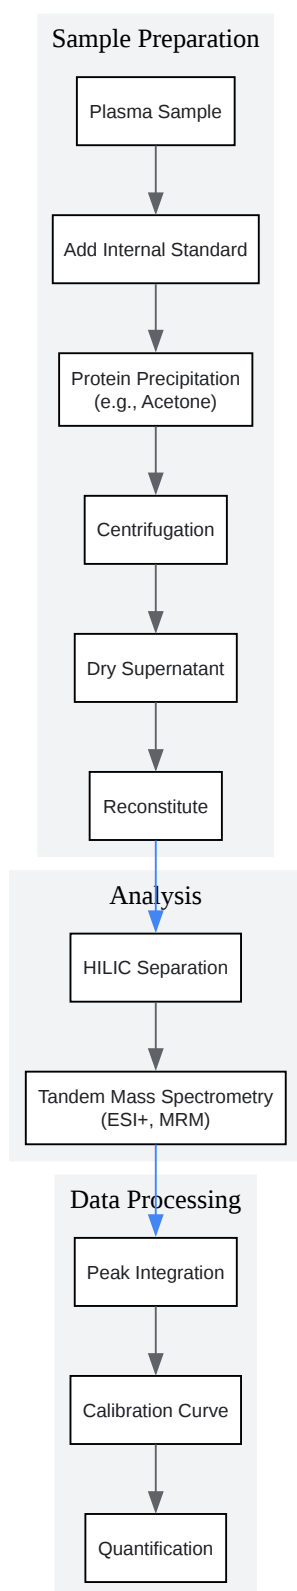 Sample Preparation
Plasma Sample
Add Internal Standard
Protein Precipitation
(e.g., Acetone)
Centrifugation
Dry Supernatant
Reconstitute
Analysis
HILIC Separation
Tandem Mass Spectrometry
(ESI+, MRM)
Data Processing
Peak Integration
Calibration Curve
Quantification